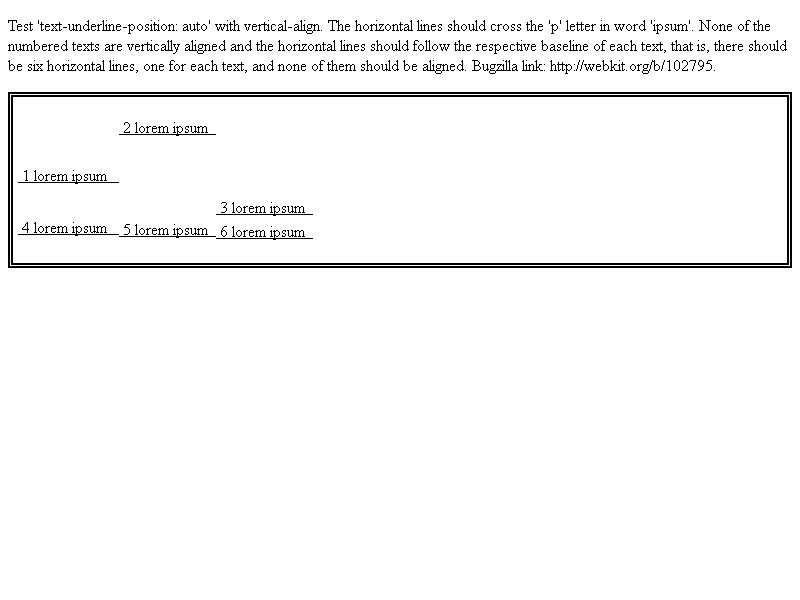 Test 'text-underline-position: auto' with vertical-align. The horizontal lines should cross the 'p' letter in word 'ipsum'. None of the
numbered texts are vertically aligned and the horizontal lines should follow the respective baseline of each text, that is, there should
be six horizontal lines, one for each text, and none of them should be aligned. Bugzilla link: http://webkit.org/b/102795.
2 lorem ipsum
1 lorem ipsum
3 lorem ipsum
4 lorem ipsum 5 lorem ipsum 6 lorem ipsum